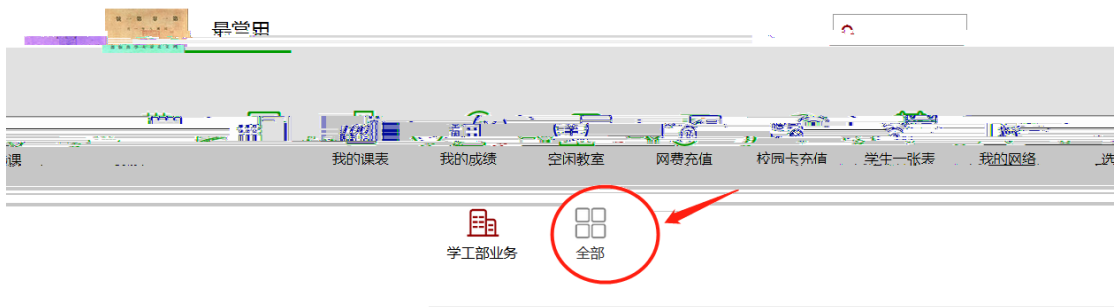 最常用
课 我的课表 我的成绩 空闲教室 网费充值 校园卡充值 学生一张表 我的网络 选
学工部业务 全部